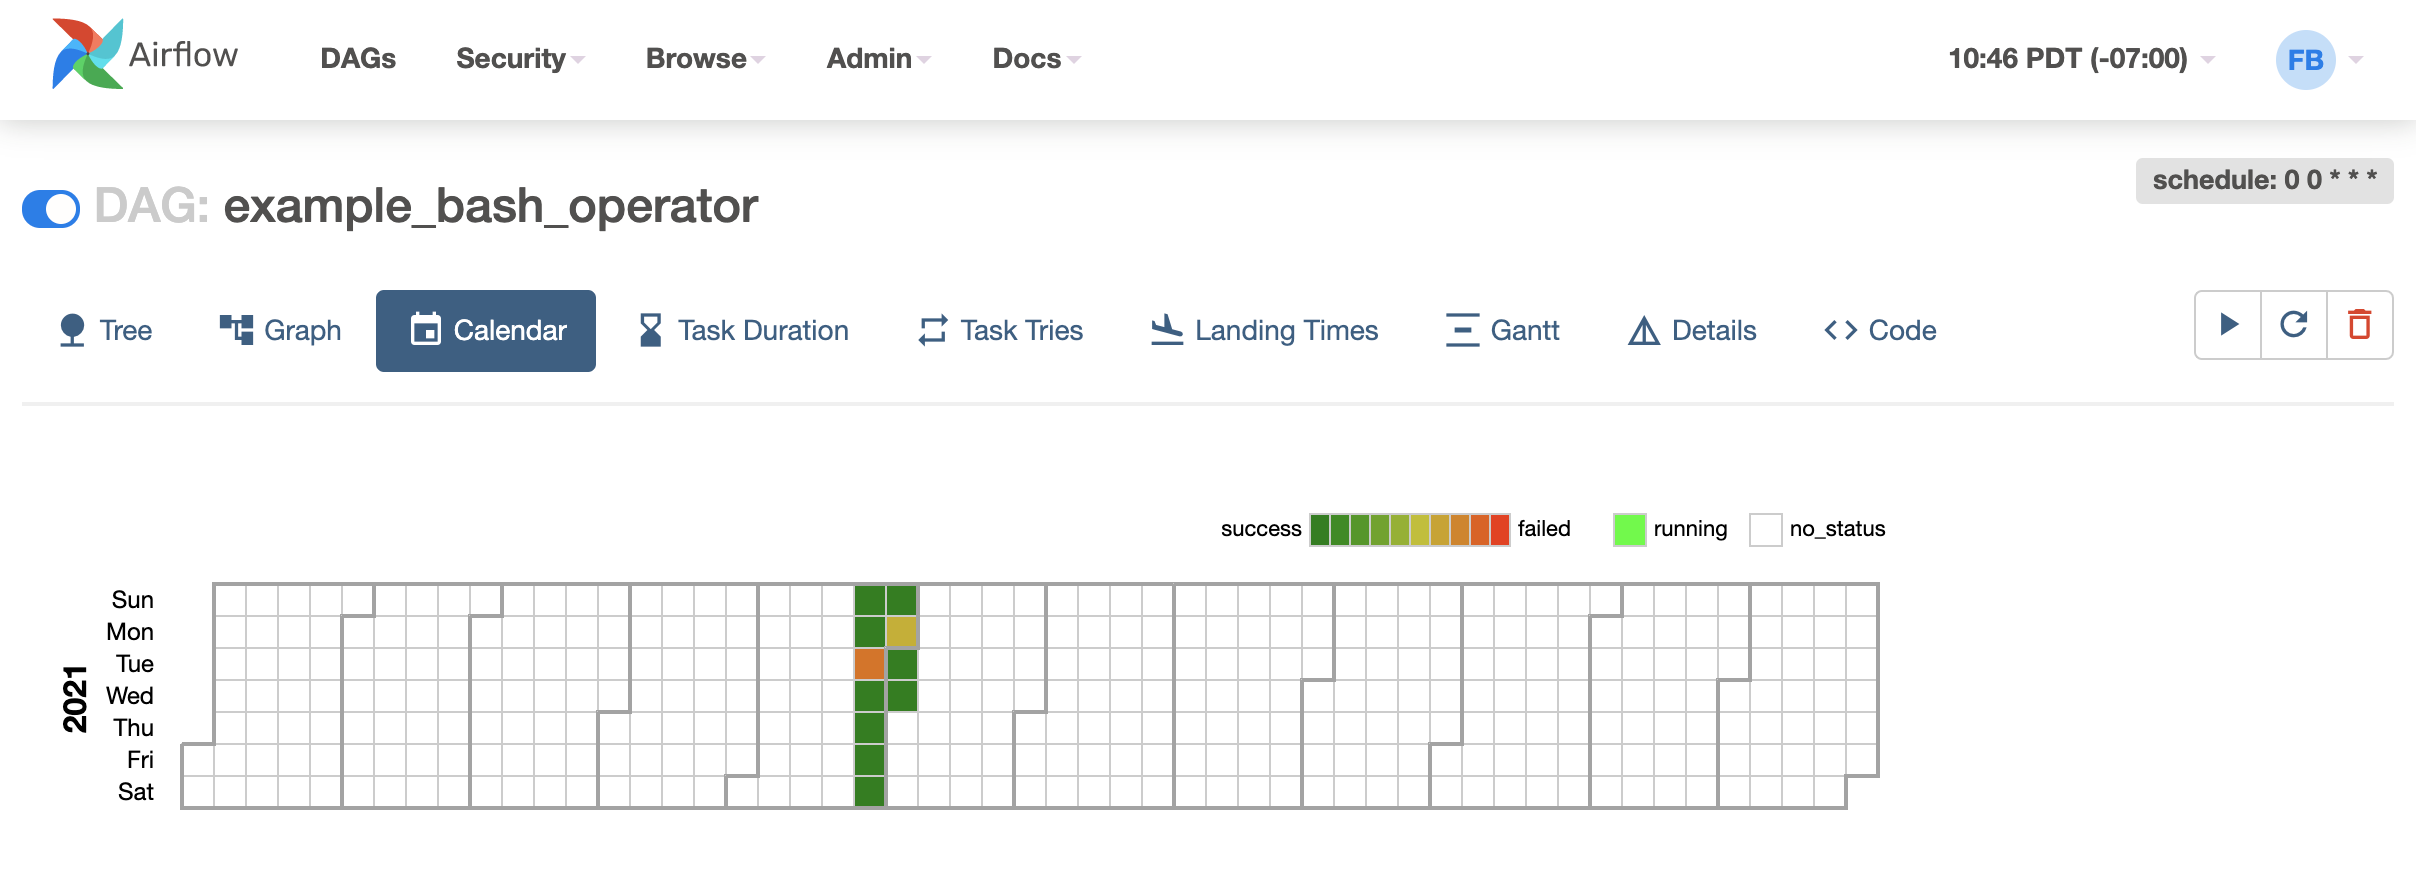 Airflow DAGs Security Browse Admin Docs 10:46 PDT (-07:00) FB
schedule: 0 0 * * *
DAG: example_bash_operator
Tree Graph Calendar Task Duration Task Tries Landing Times Gantt Details Code
success failed running no_status
2021
Sun
Mon
Tue
Wed
Thu
Fri
Sat